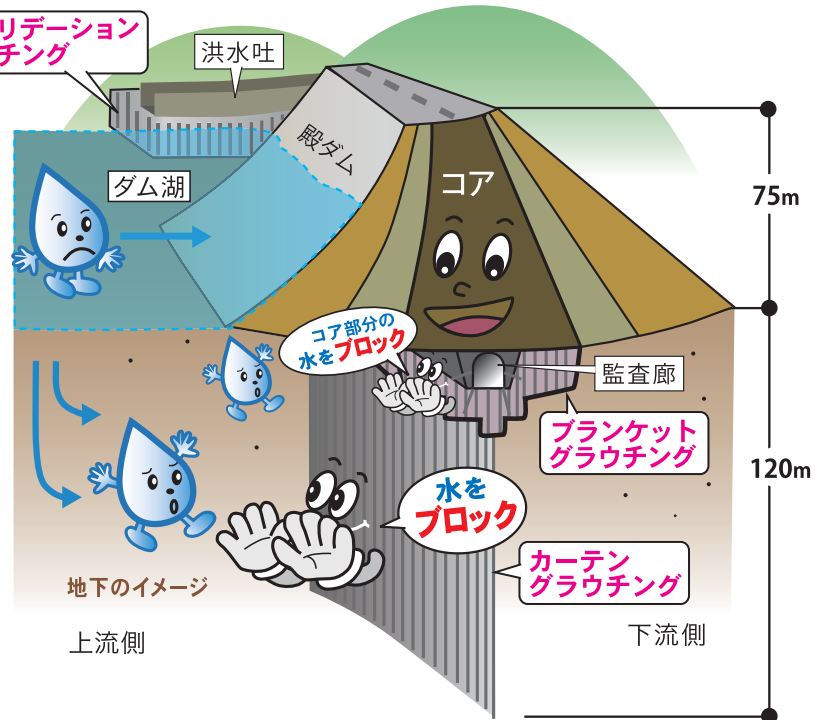 リデーション
チング
洪水吐
殿ダム
ダム湖
コア
75m
コア部分の
水をブロック
監査廊
ブランケット
グラウチング
120m
水を
ブロック
カーテン
グラウチング
地下のイメージ
上流側
下流側